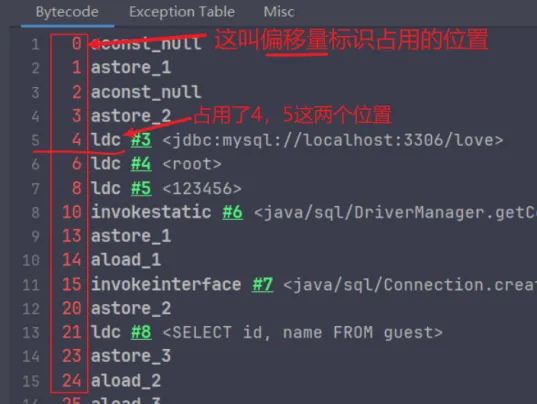 Bytecode Exception Table Misc
1 0 aconst_null 这叫偏移量标识占用的位置
2 1 astore_1
3 2 aconst_null
4 3 astore_2 占用了4，5这两个位置
5 4 ldc #3 <jdbc:mysql://localhost:3306/love>
6 6 ldc #4 <root>
7 8 ldc #5 <123456>
8 10 invokestatic #6 <java/sql/DriverManager.getC
9 13 astore_1
10 14 aload_1
11 15 invokeinterface #7 <java/sql/Connection.crea
12 20 astore_2
13 21 ldc #8 <SELECT id, name FROM guest>
14 23 astore_3
15 24 aload_2
25 aload_3